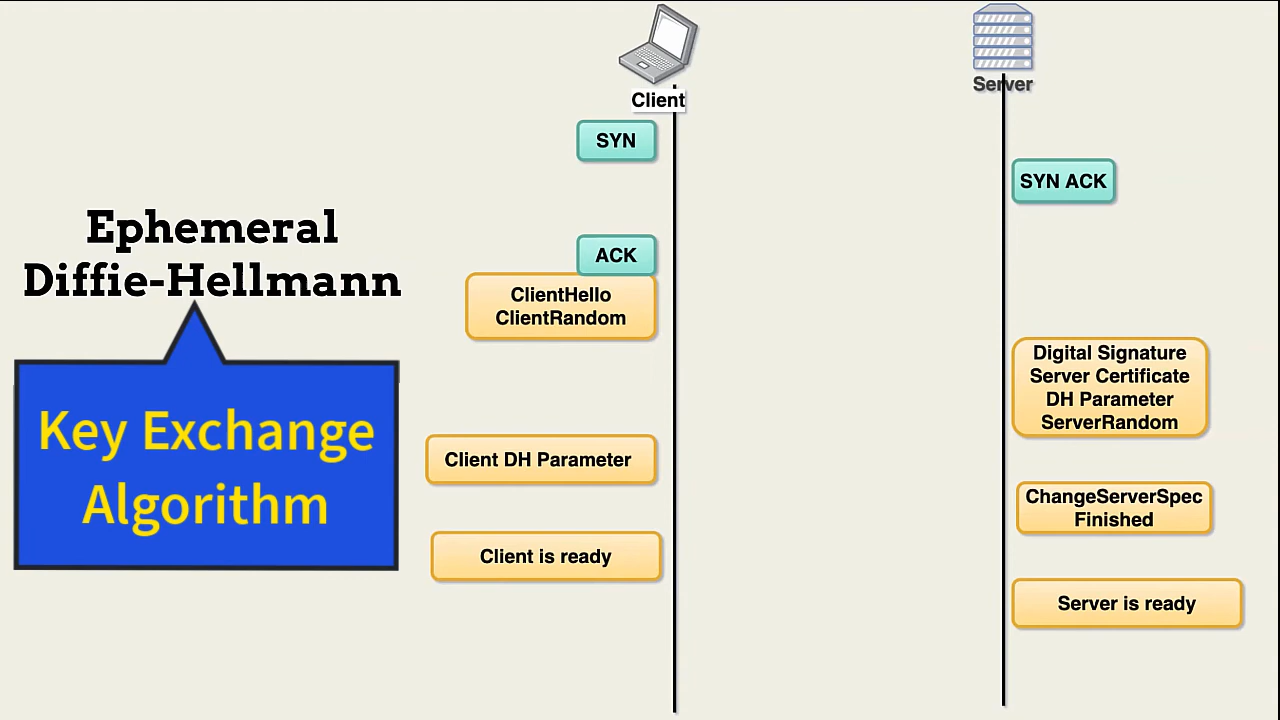 Client
Server
SYN
SYN ACK
Ephemeral
Diffie-Hellmann
Key Exchange
Algorithm
ACK
ClientHello
ClientRandom
Digital Signature
Server Certificate
DH Parameter
ServerRandom
Client DH Parameter
ChangeServerSpec
Finished
Client is ready
Server is ready